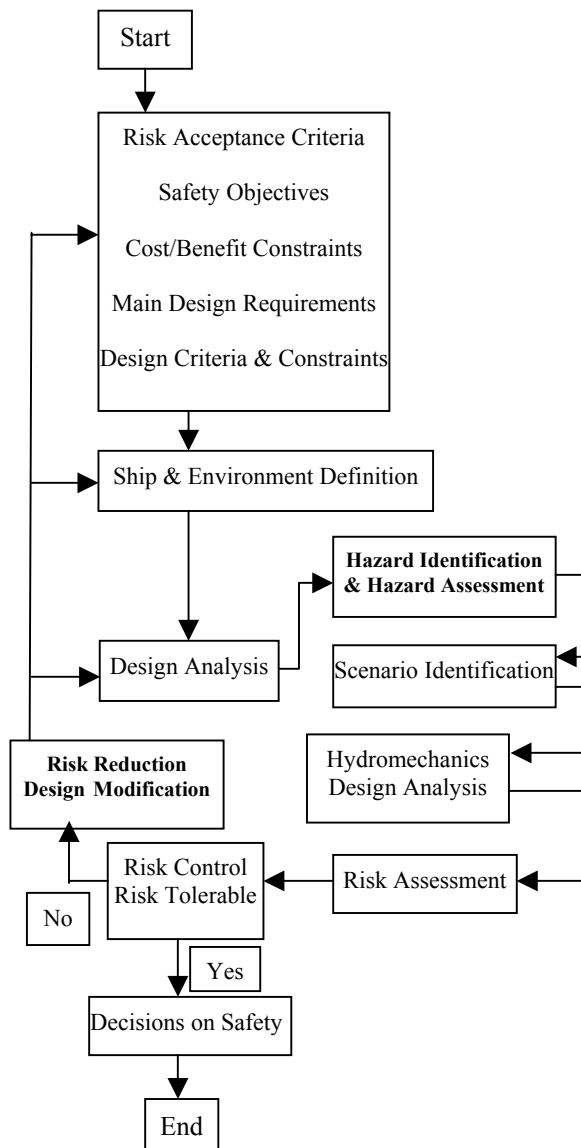 Start
Risk Acceptance Criteria
Safety Objectives
Cost/Benefit Constraints
Main Design Requirements
Design Criteria & Constraints
Ship & Environment Definition
Hazard Identification
& Hazard Assessment
Design Analysis
Scenario Identification
Risk Reduction
Design Modification
Hydromechanics
Design Analysis
Risk Control
Risk Tolerable
Risk Assessment
No
Yes
Decisions on Safety
End